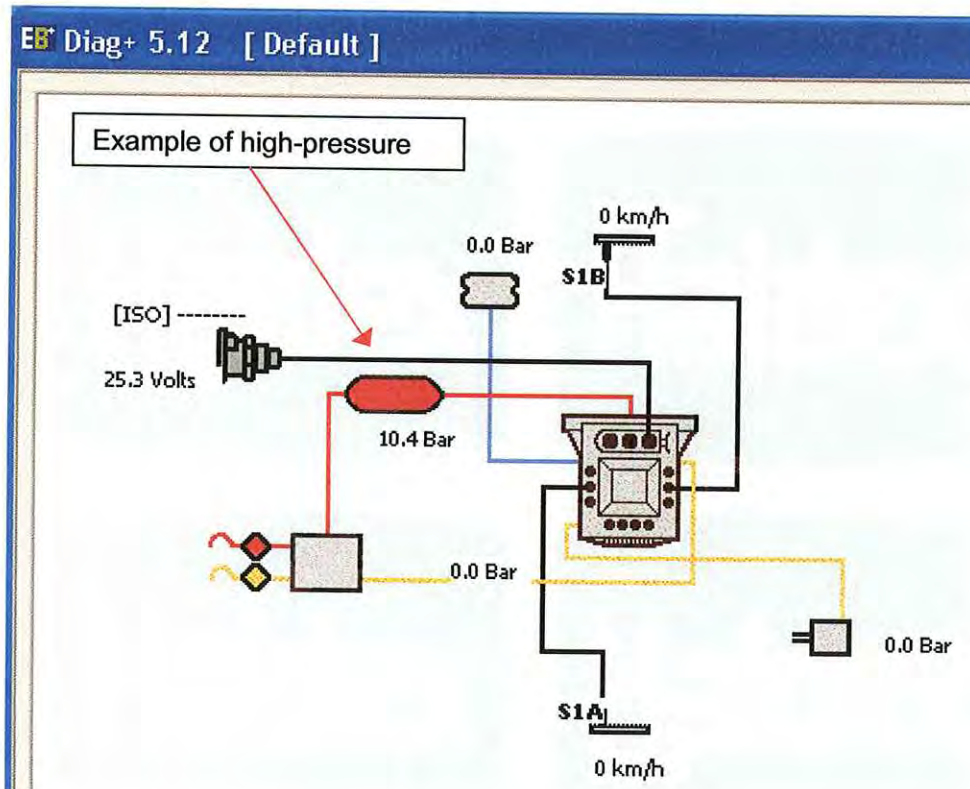 EB+ Diag+ 5.12 [ Default ]
Example of high-pressure
0 km/h
0.0 Bar
S1B
[ISO] --------
25.3 Volts
10.4 Bar
0.0 Bar
0.0 Bar
S1A
0 km/h